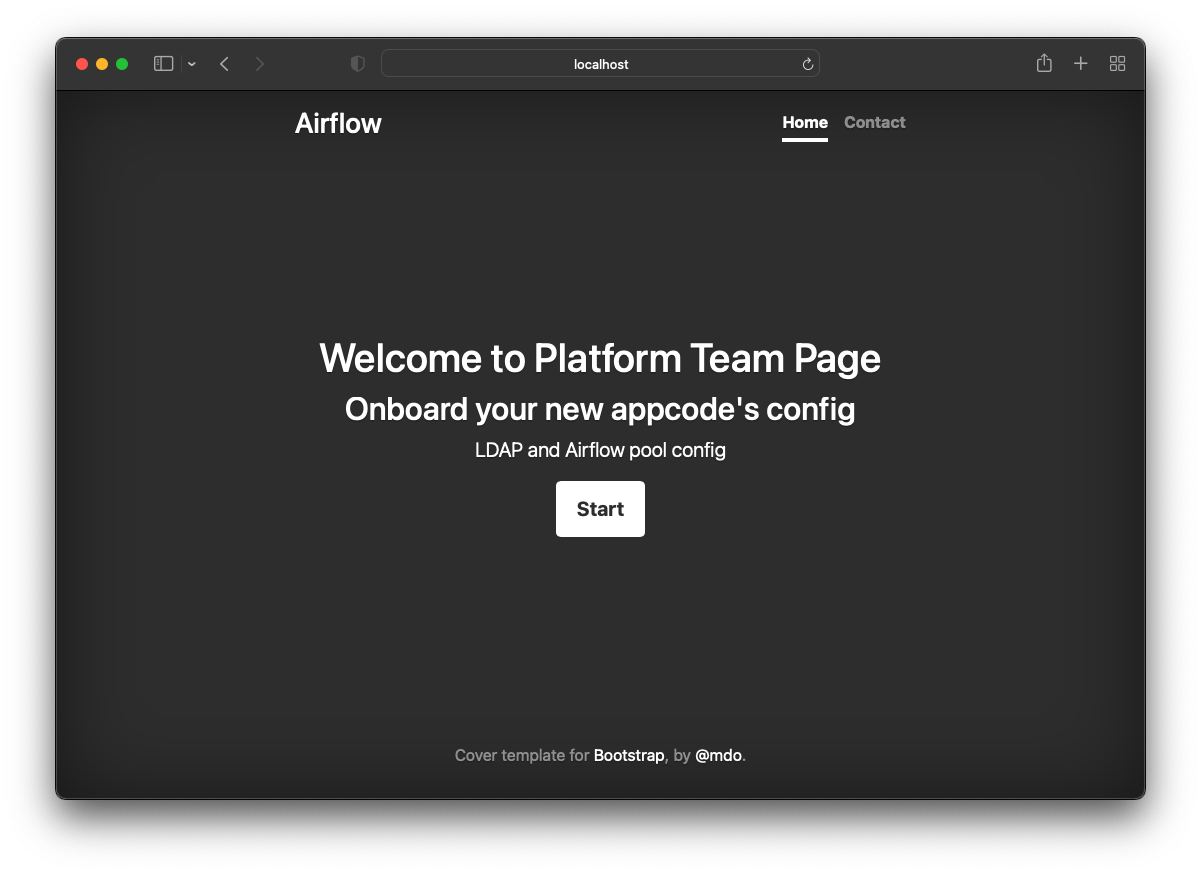 localhost
Airflow
Home Contact
Welcome to Platform Team Page
Onboard your new appcode's config
LDAP and Airflow pool config
Start
Cover template for Bootstrap, by @mdo.